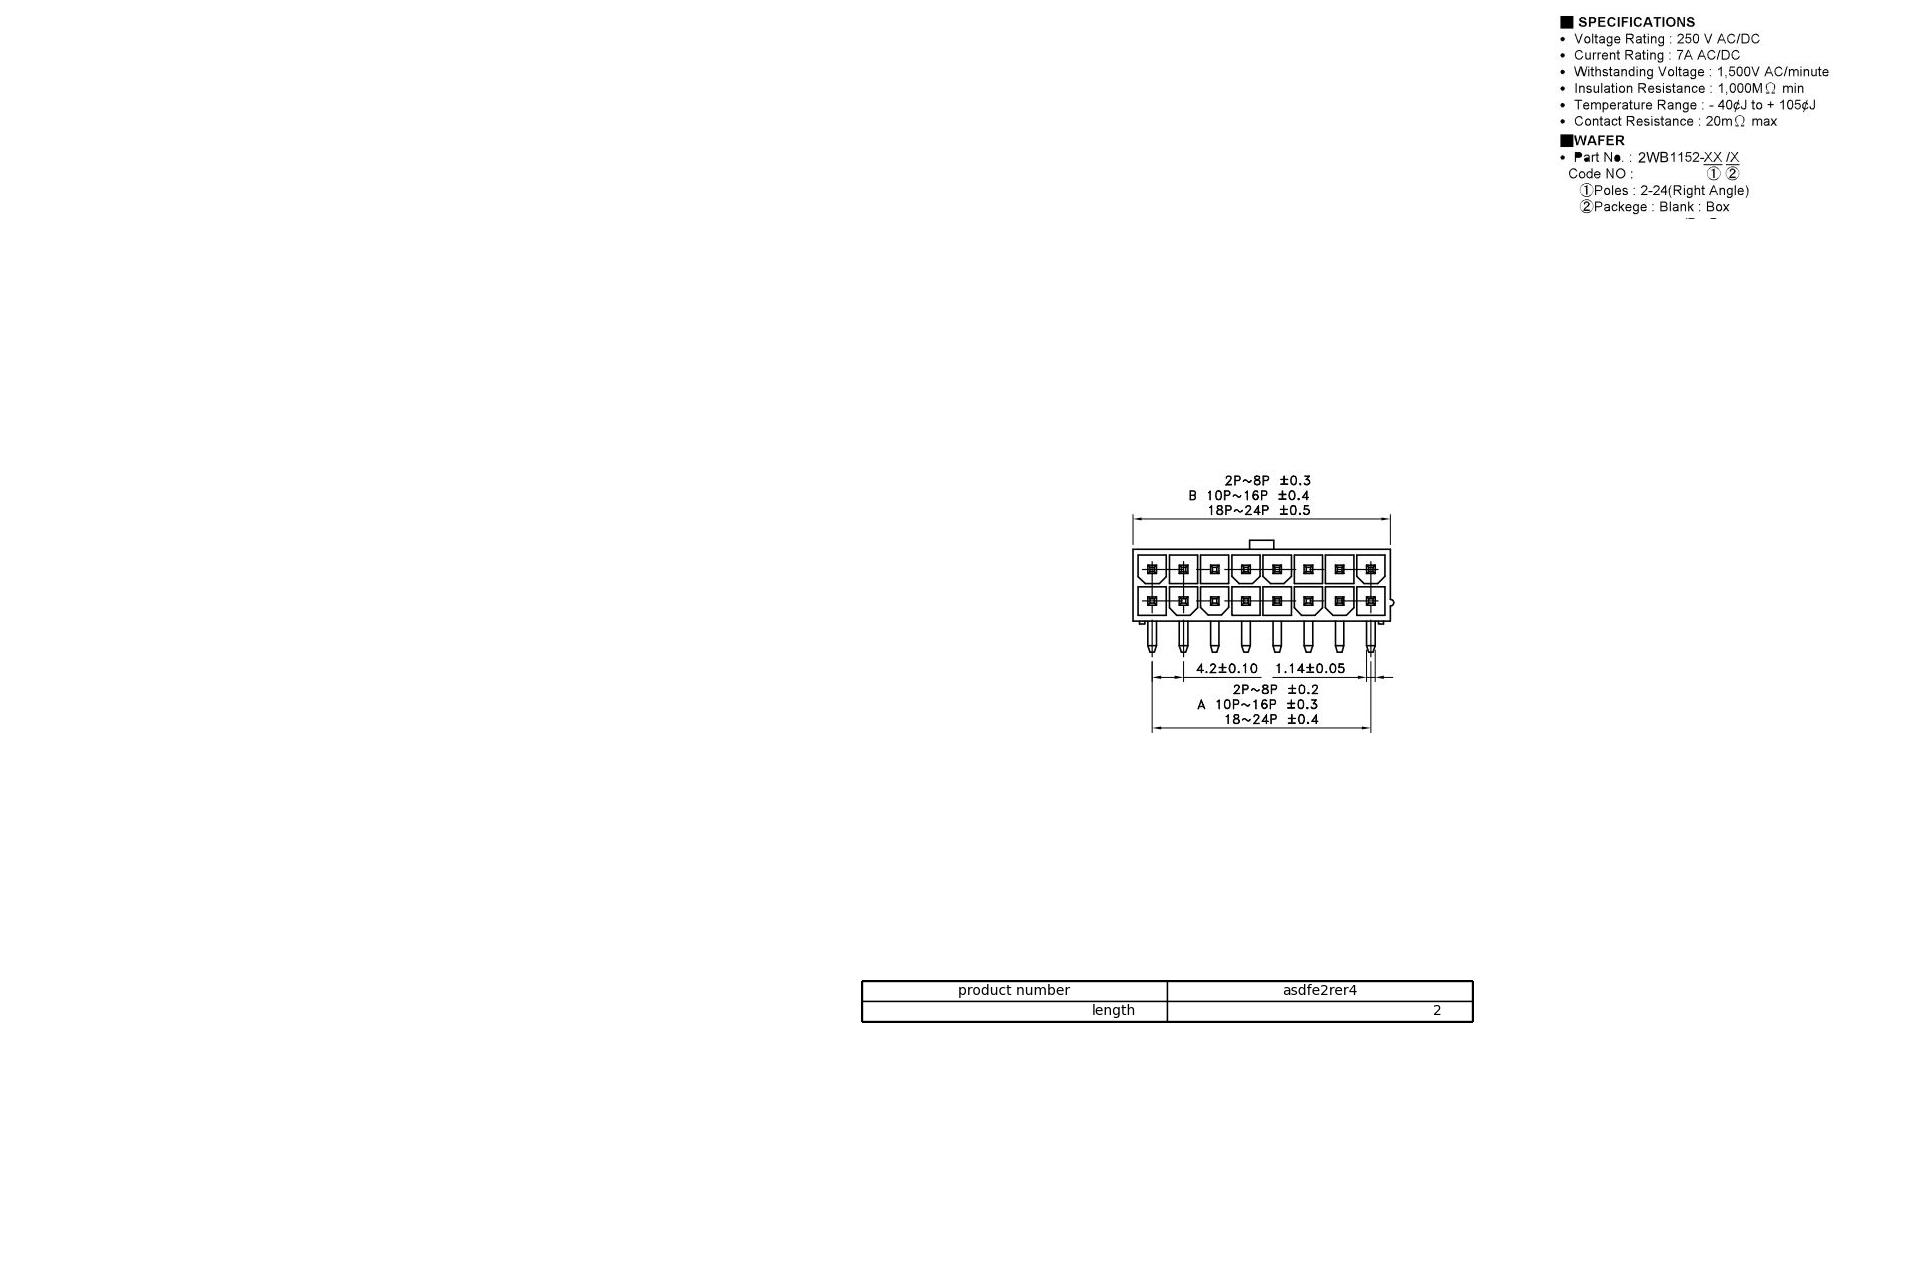 ■ SPECIFICATIONS
• Voltage Rating : 250 V AC/DC
• Current Rating : 7A AC/DC
• Withstanding Voltage : 1,500V AC/minute
• Insulation Resistance : 1,000MΩ min
• Temperature Range : - 40¢J to + 105¢J
• Contact Resistance : 20mΩ max
■WAFER
• Part No. : 2WB1152-XX /X
Code NO : ① ②
①Poles : 2-24(Right Angle)
②Packege : Blank : Box
2P~8P ±0.3
B 10P~16P ±0.4
18P~24P ±0.5
4.2±0.10 1.14±0.05
2P~8P ±0.2
A 10P~16P ±0.3
18~24P ±0.4
product number asdfe2rer4
length 2